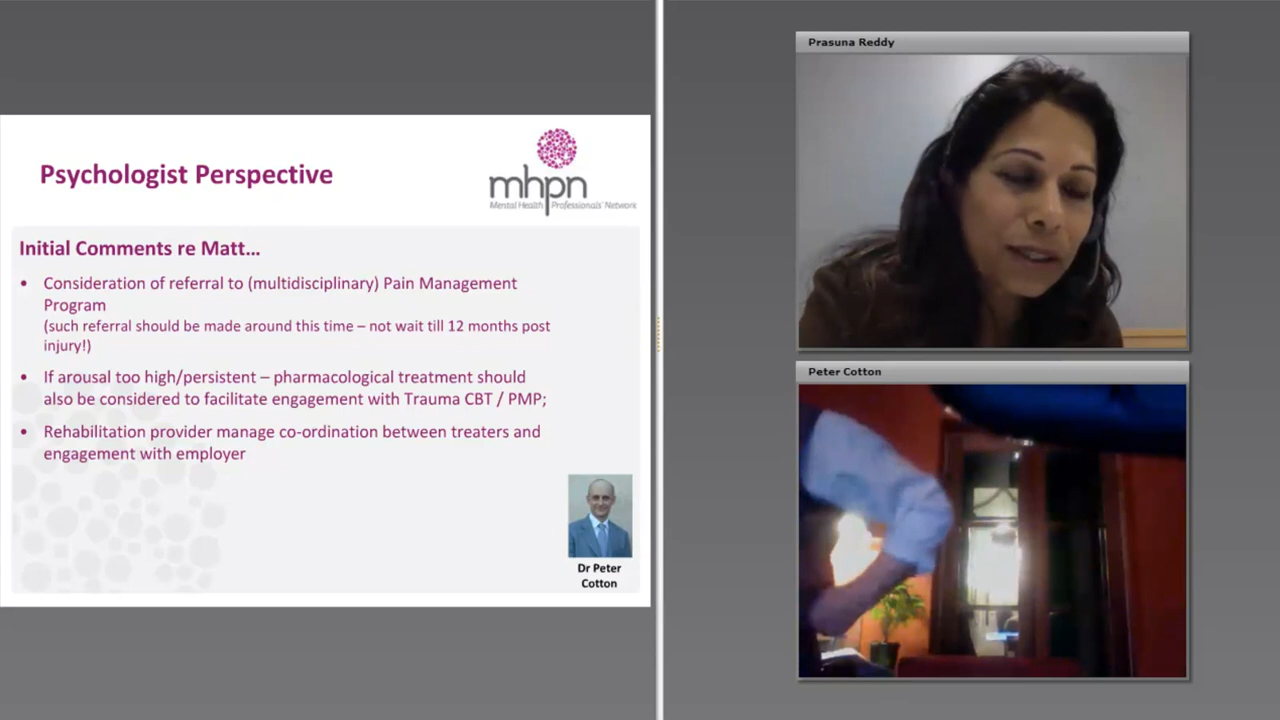 Psychologist Perspective
mhpn
Mental Health Professionals' Network
Initial Comments re Matt...
• Consideration of referral to (multidisciplinary) Pain Management
Program
(such referral should be made around this time – not wait till 12 months post
injury!)
• If arousal too high/persistent – pharmacological treatment should
also be considered to facilitate engagement with Trauma CBT / PMP;
• Rehabilitation provider manage co-ordination between treaters and
engagement with employer
Dr Peter
Cotton
Prasuna Reddy
Peter Cotton